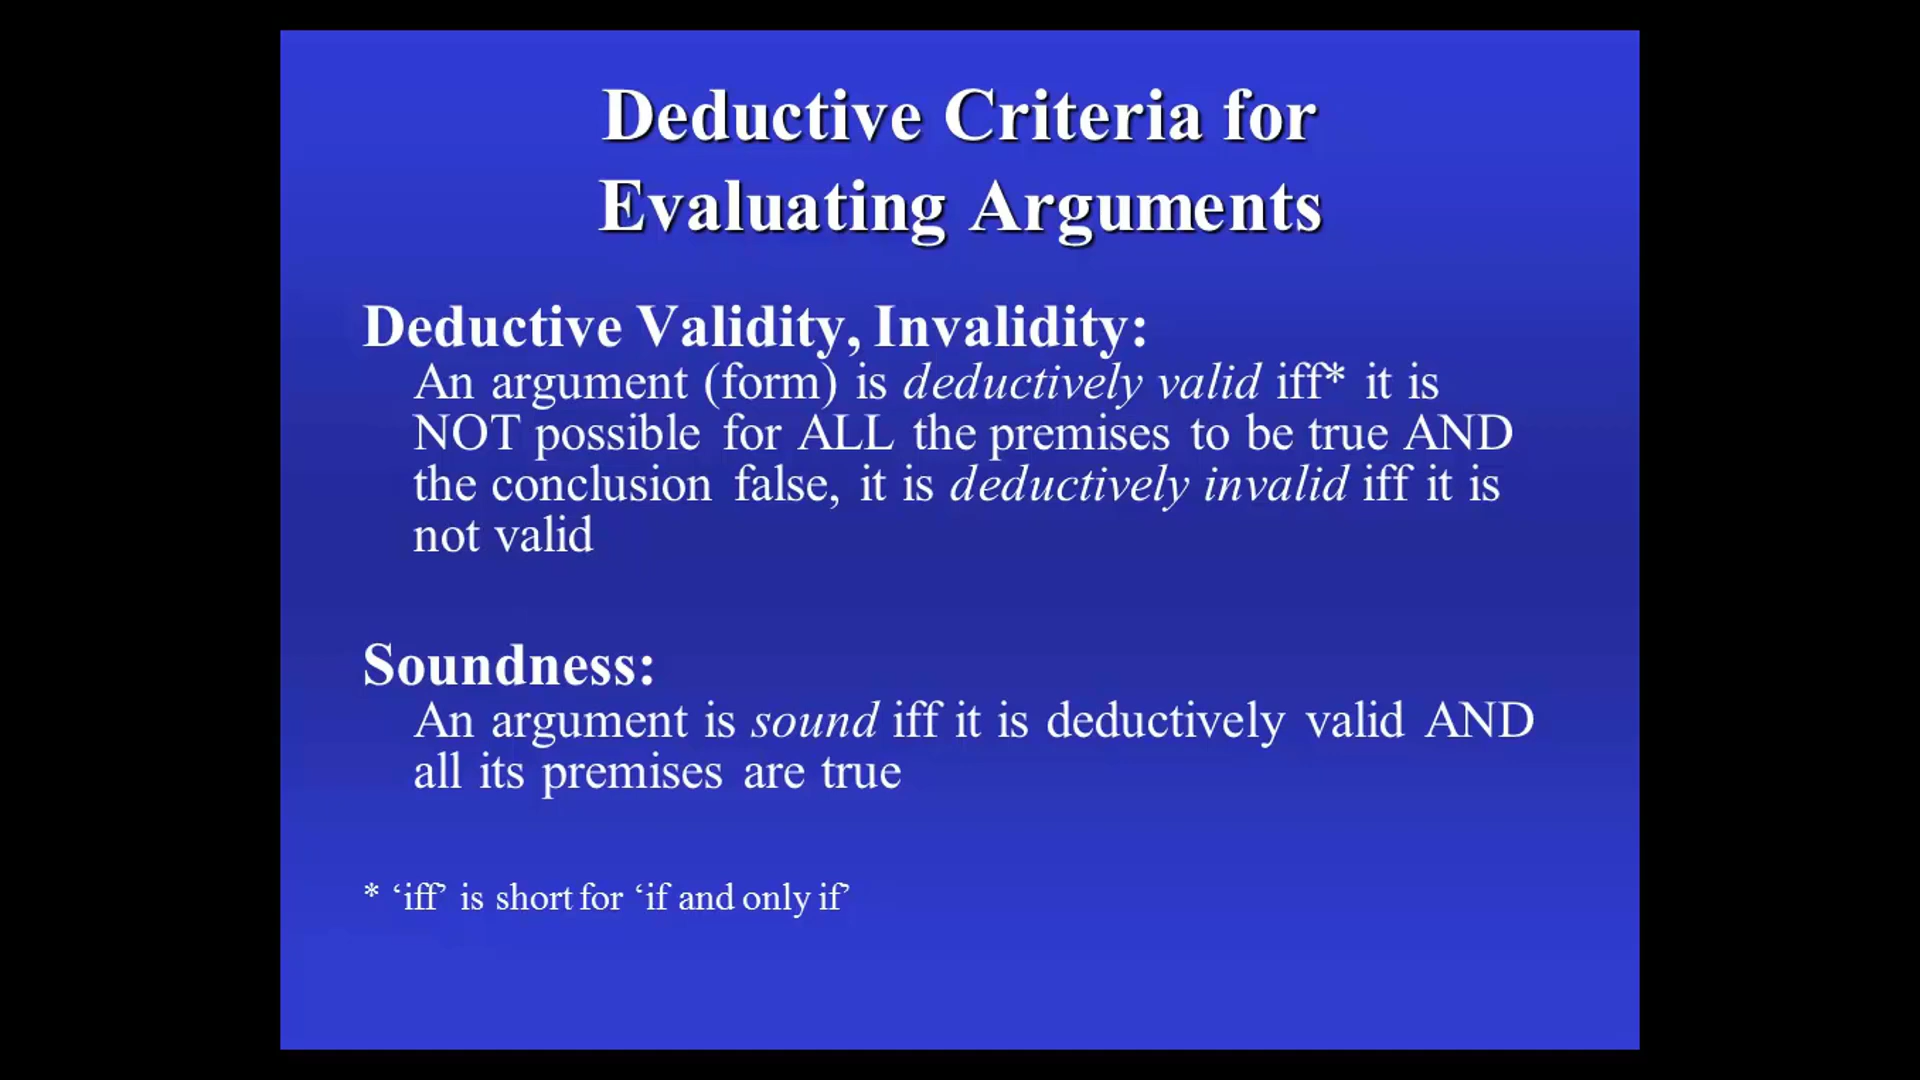 Deductive Criteria for
Evaluating Arguments
Deductive Validity, Invalidity:
An argument (form) is deductively valid iff* it is
NOT possible for ALL the premises to be true AND
the conclusion false, it is deductively invalid iff it is
not valid
Soundness:
An argument is sound iff it is deductively valid AND
all its premises are true
* ‘iff’ is short for ‘if and only if’